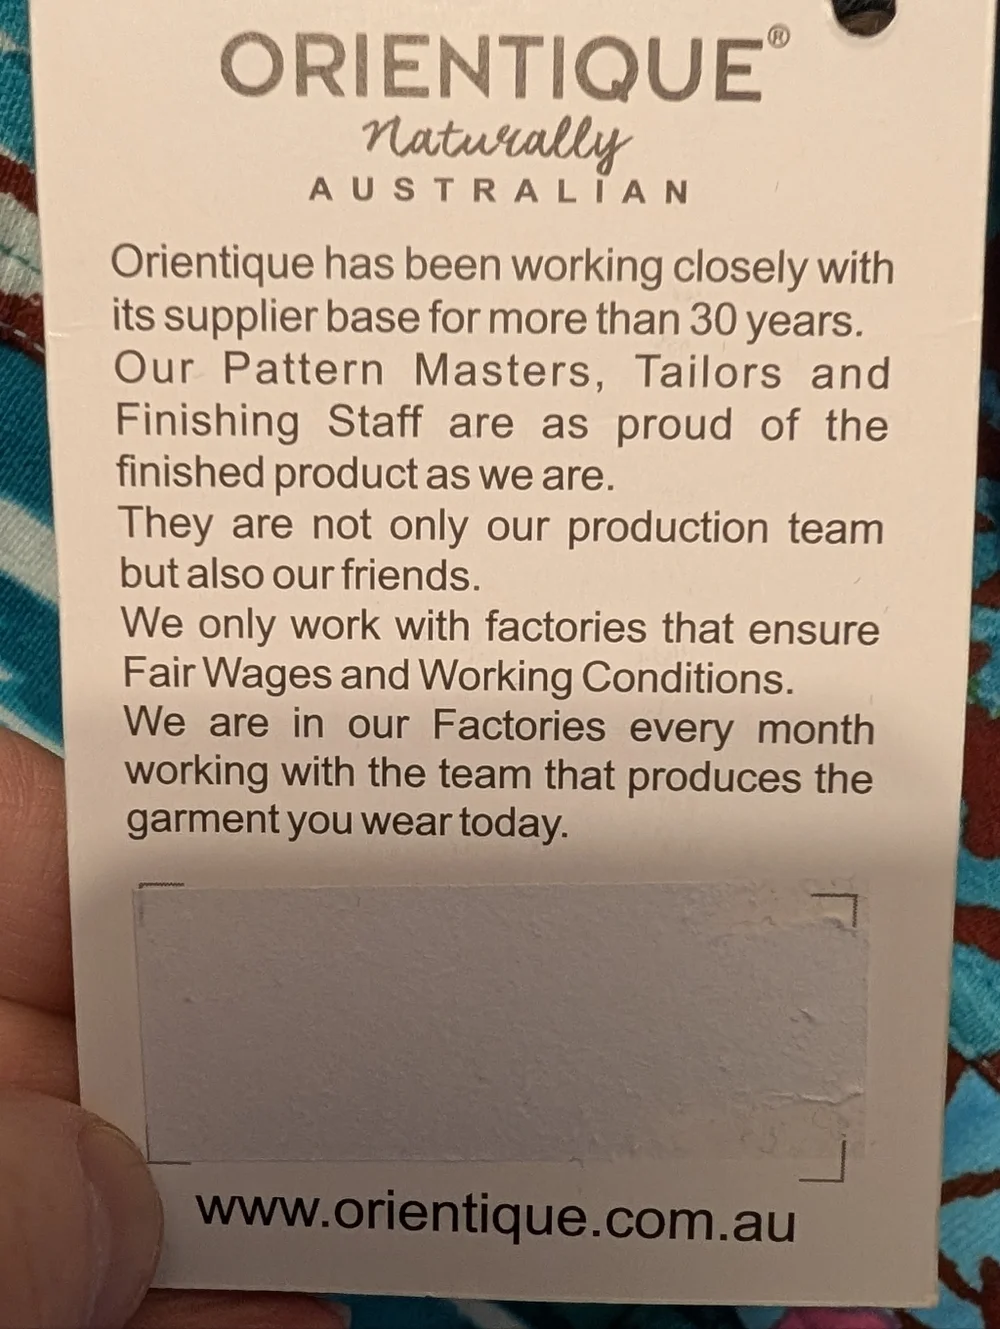 ORIENTIQUE®
Naturally
AUSTRALIAN
Orientique has been working closely with
its supplier base for more than 30 years.
Our Pattern Masters, Tailors and
Finishing Staff are as proud of the
finished product as we are.
They are not only our production team
but also our friends.
We only work with factories that ensure
Fair Wages and Working Conditions.
We are in our Factories every month
working with the team that produces the
garment you wear today.
www.orientique.com.au